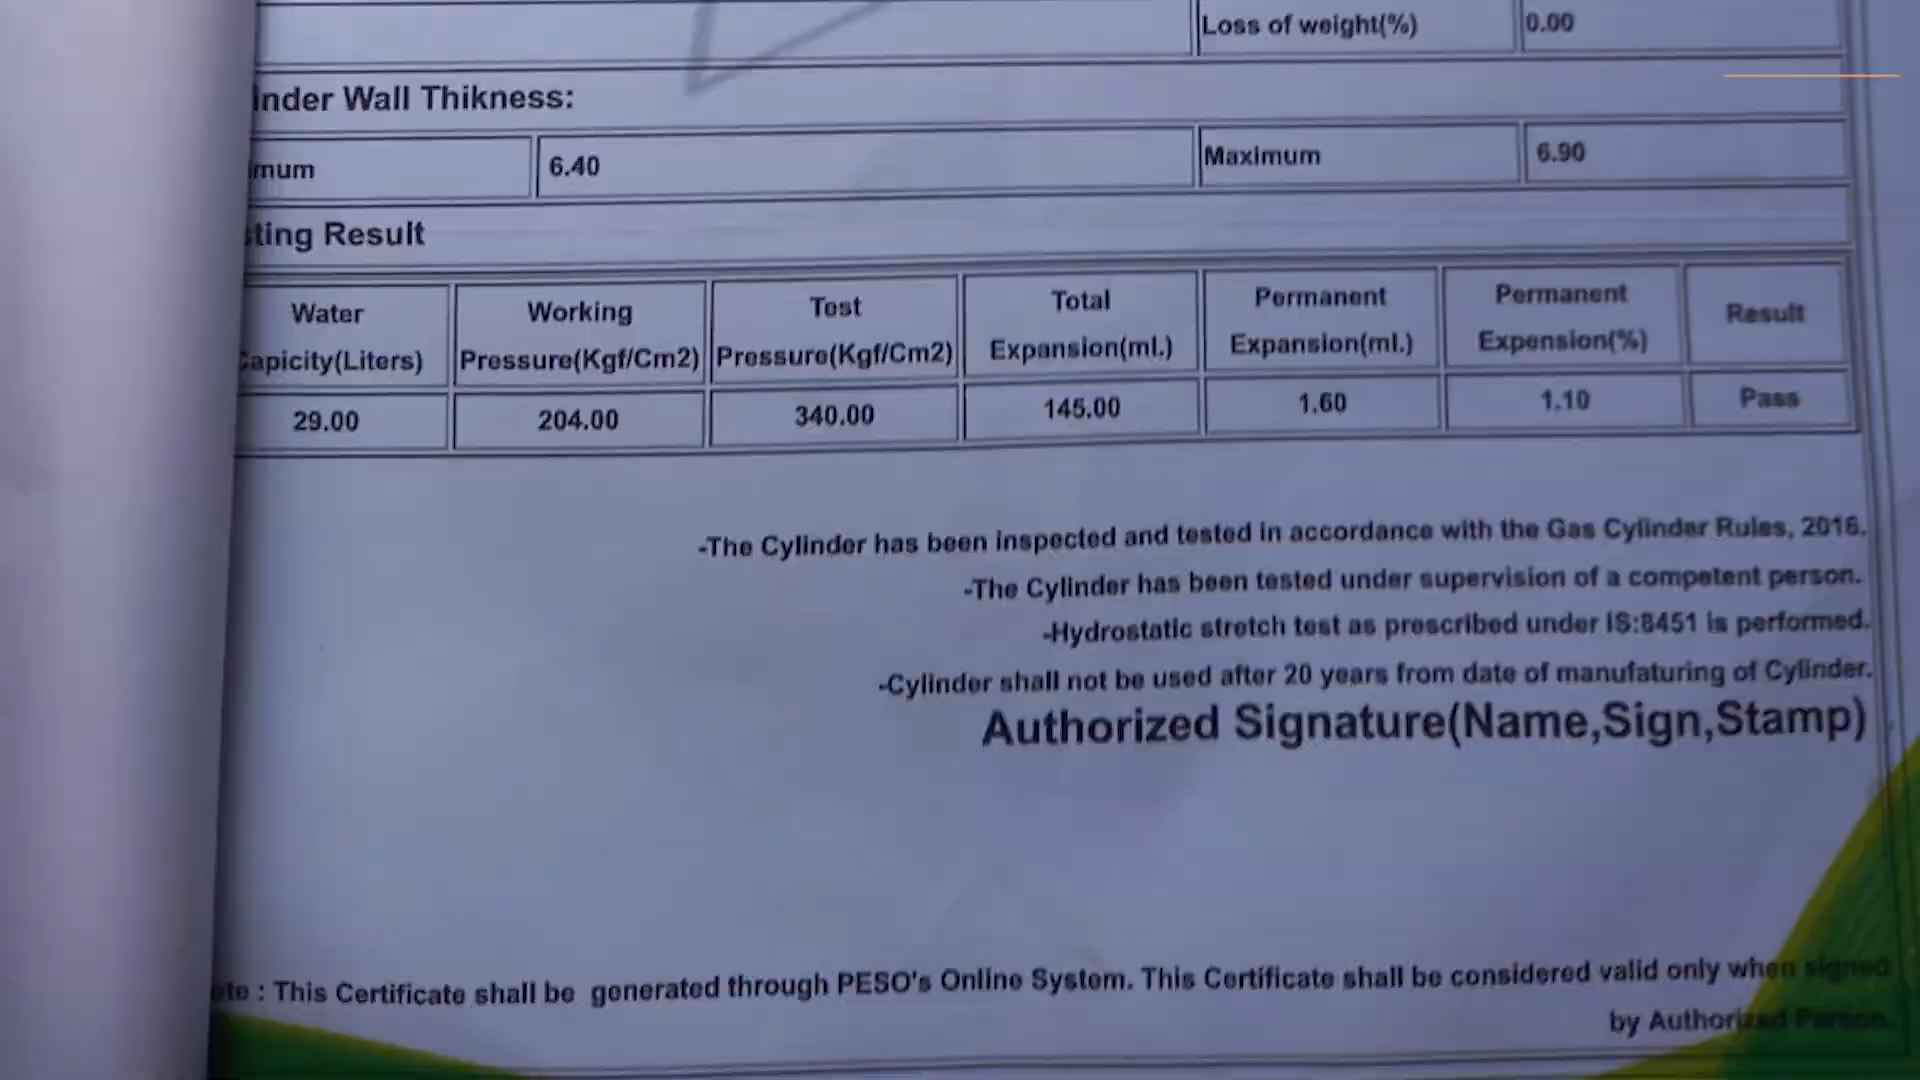 Loss of weight(%) 0.00
inder Wall Thikness:
mum 6.40 Maximum 6.90
ting Result
Water Working Test Total Permanent Permanent Result
apicity(Liters) Pressure(Kgf/Cm2) Pressure(Kgf/Cm2) Expansion(ml.) Expansion(ml.) Expension(%)
29.00 204.00 340.00 145.00 1.60 1.10 Pass
-The Cylinder has been inspected and tested in accordance with the Gas Cylinder Rules, 2016.
-The Cylinder has been tested under supervision of a competent person.
-Hydrostatic stretch test as prescribed under IS:8451 is performed.
-Cylinder shall not be used after 20 years from date of manufaturing of Cylinder.
Authorized Signature(Name,Sign,Stamp)
ote : This Certificate shall be generated through PESO's Online System. This Certificate shall be considered valid only when signed
by Authorized Person.